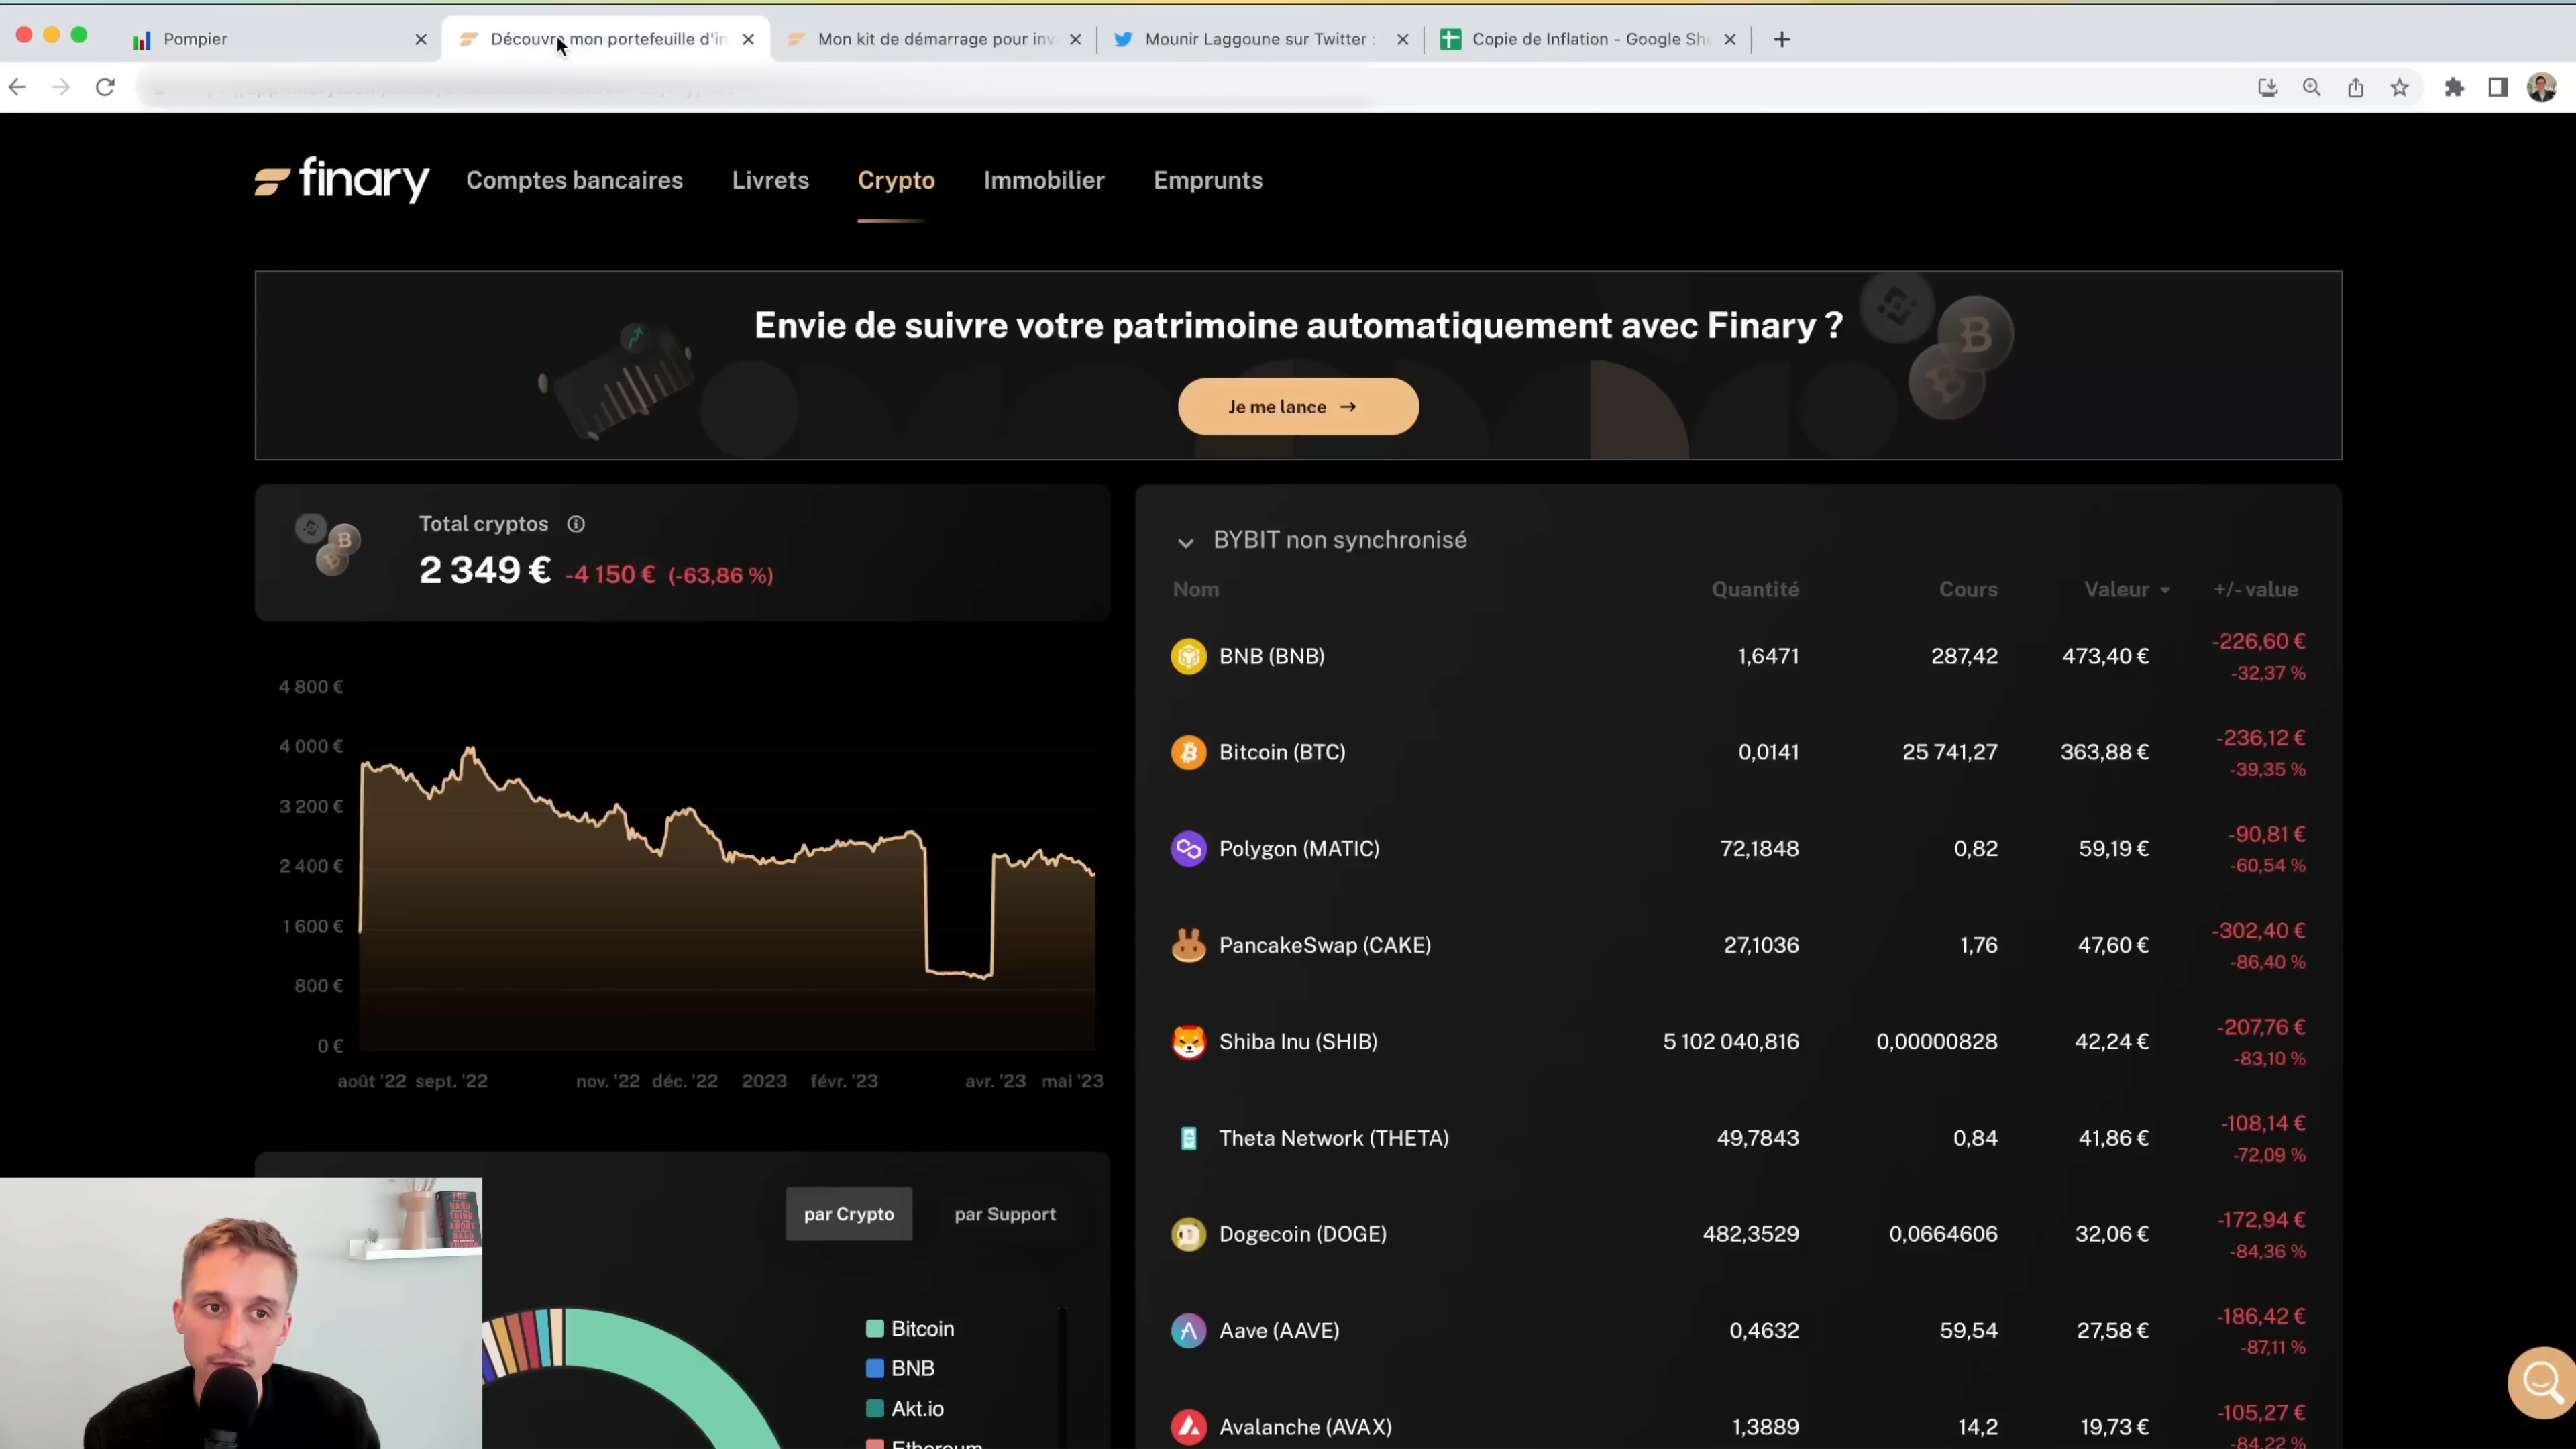 Pompier
Découvre mon portefeuille d'in
Mon kit de démarrage pour inv
Mounir Laggoune sur Twitter :
Copie de Inflation - Google She
finary
Comptes bancaires
Livrets
Crypto
Immobilier
Emprunts
Envie de suivre votre patrimoine automatiquement avec Finary ?
Je me lance →
Total cryptos
2 349 € -4 150 € (-63,86 %)
4 800 €
4 000 €
3 200 €
2 400 €
1 600 €
800 €
0 €
août '22 sept. '22 nov. '22 déc. '22 2023 févr. '23 avr. '23 mai '23
par Crypto
par Support
Bitcoin
BNB
Akt.io
Ethereum
BYBIT non synchronisé
Nom Quantité Cours Valeur +/- value
BNB (BNB) 1,6471 287,42 473,40 € -226,60 €
-32,37 %
Bitcoin (BTC) 0,0141 25 741,27 363,88 € -236,12 €
-39,35 %
Polygon (MATIC) 72,1848 0,82 59,19 € -90,81 €
-60,54 %
PancakeSwap (CAKE) 27,1036 1,76 47,60 € -302,40 €
-86,40 %
Shiba Inu (SHIB) 5 102 040,816 0,00000828 42,24 € -207,76 €
-83,10 %
Theta Network (THETA) 49,7843 0,84 41,86 € -108,14 €
-72,09 %
Dogecoin (DOGE) 482,3529 0,0664606 32,06 € -172,94 €
-84,36 %
Aave (AAVE) 0,4632 59,54 27,58 € -186,42 €
-87,11 %
Avalanche (AVAX) 1,3889 14,2 19,73 € -105,27 €
-84,22 %
THE
HARD
THING
ABOUT
HARD
THINGS